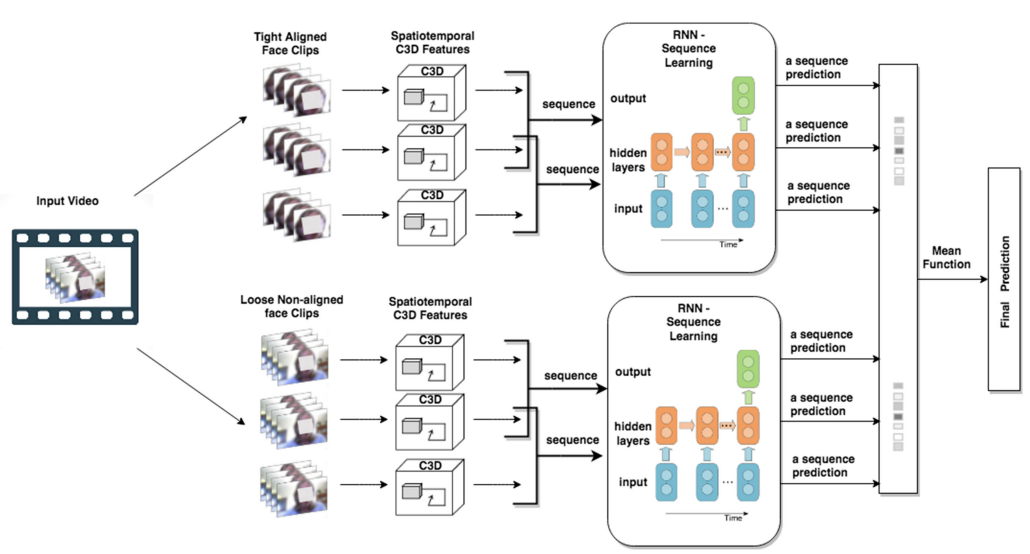 Input Video
Tight Aligned
Face Clips
Spatiotemporal
C3D Features
C3D
C3D
C3D
sequence
sequence
RNN -
Sequence
Learning
output
hidden
layers
input
Time
a sequence
prediction
a sequence
prediction
a sequence
prediction
Loose Non-aligned
face Clips
Spatiotemporal
C3D Features
C3D
C3D
C3D
sequence
sequence
RNN -
Sequence
Learning
output
hidden
layers
input
Time
a sequence
prediction
a sequence
prediction
a sequence
prediction
Mean
Function
Final Prediction